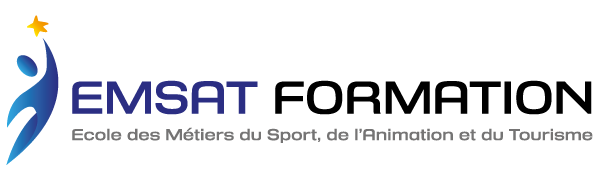 EMSAT FORMATION
Ecole des Métiers du Sport, de l'Animation et du Tourisme